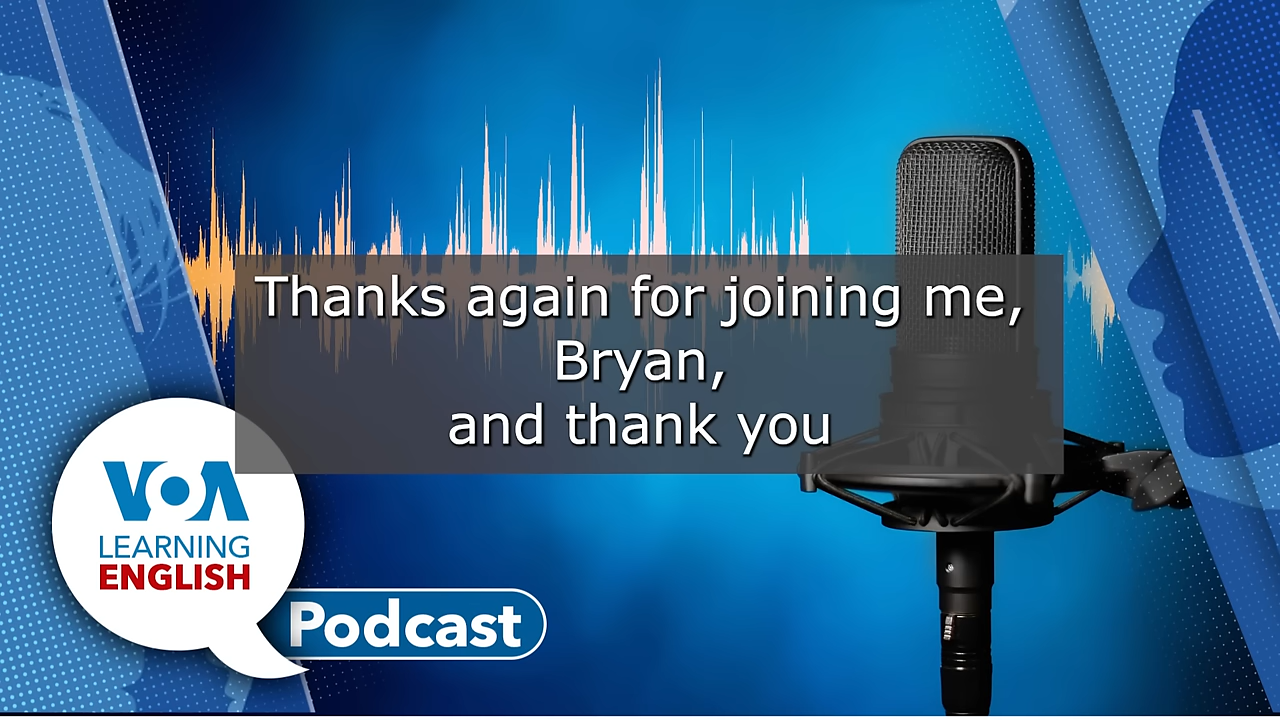 Thanks again for joining me,
Bryan,
and thank you
VOA
LEARNING
ENGLISH
Podcast